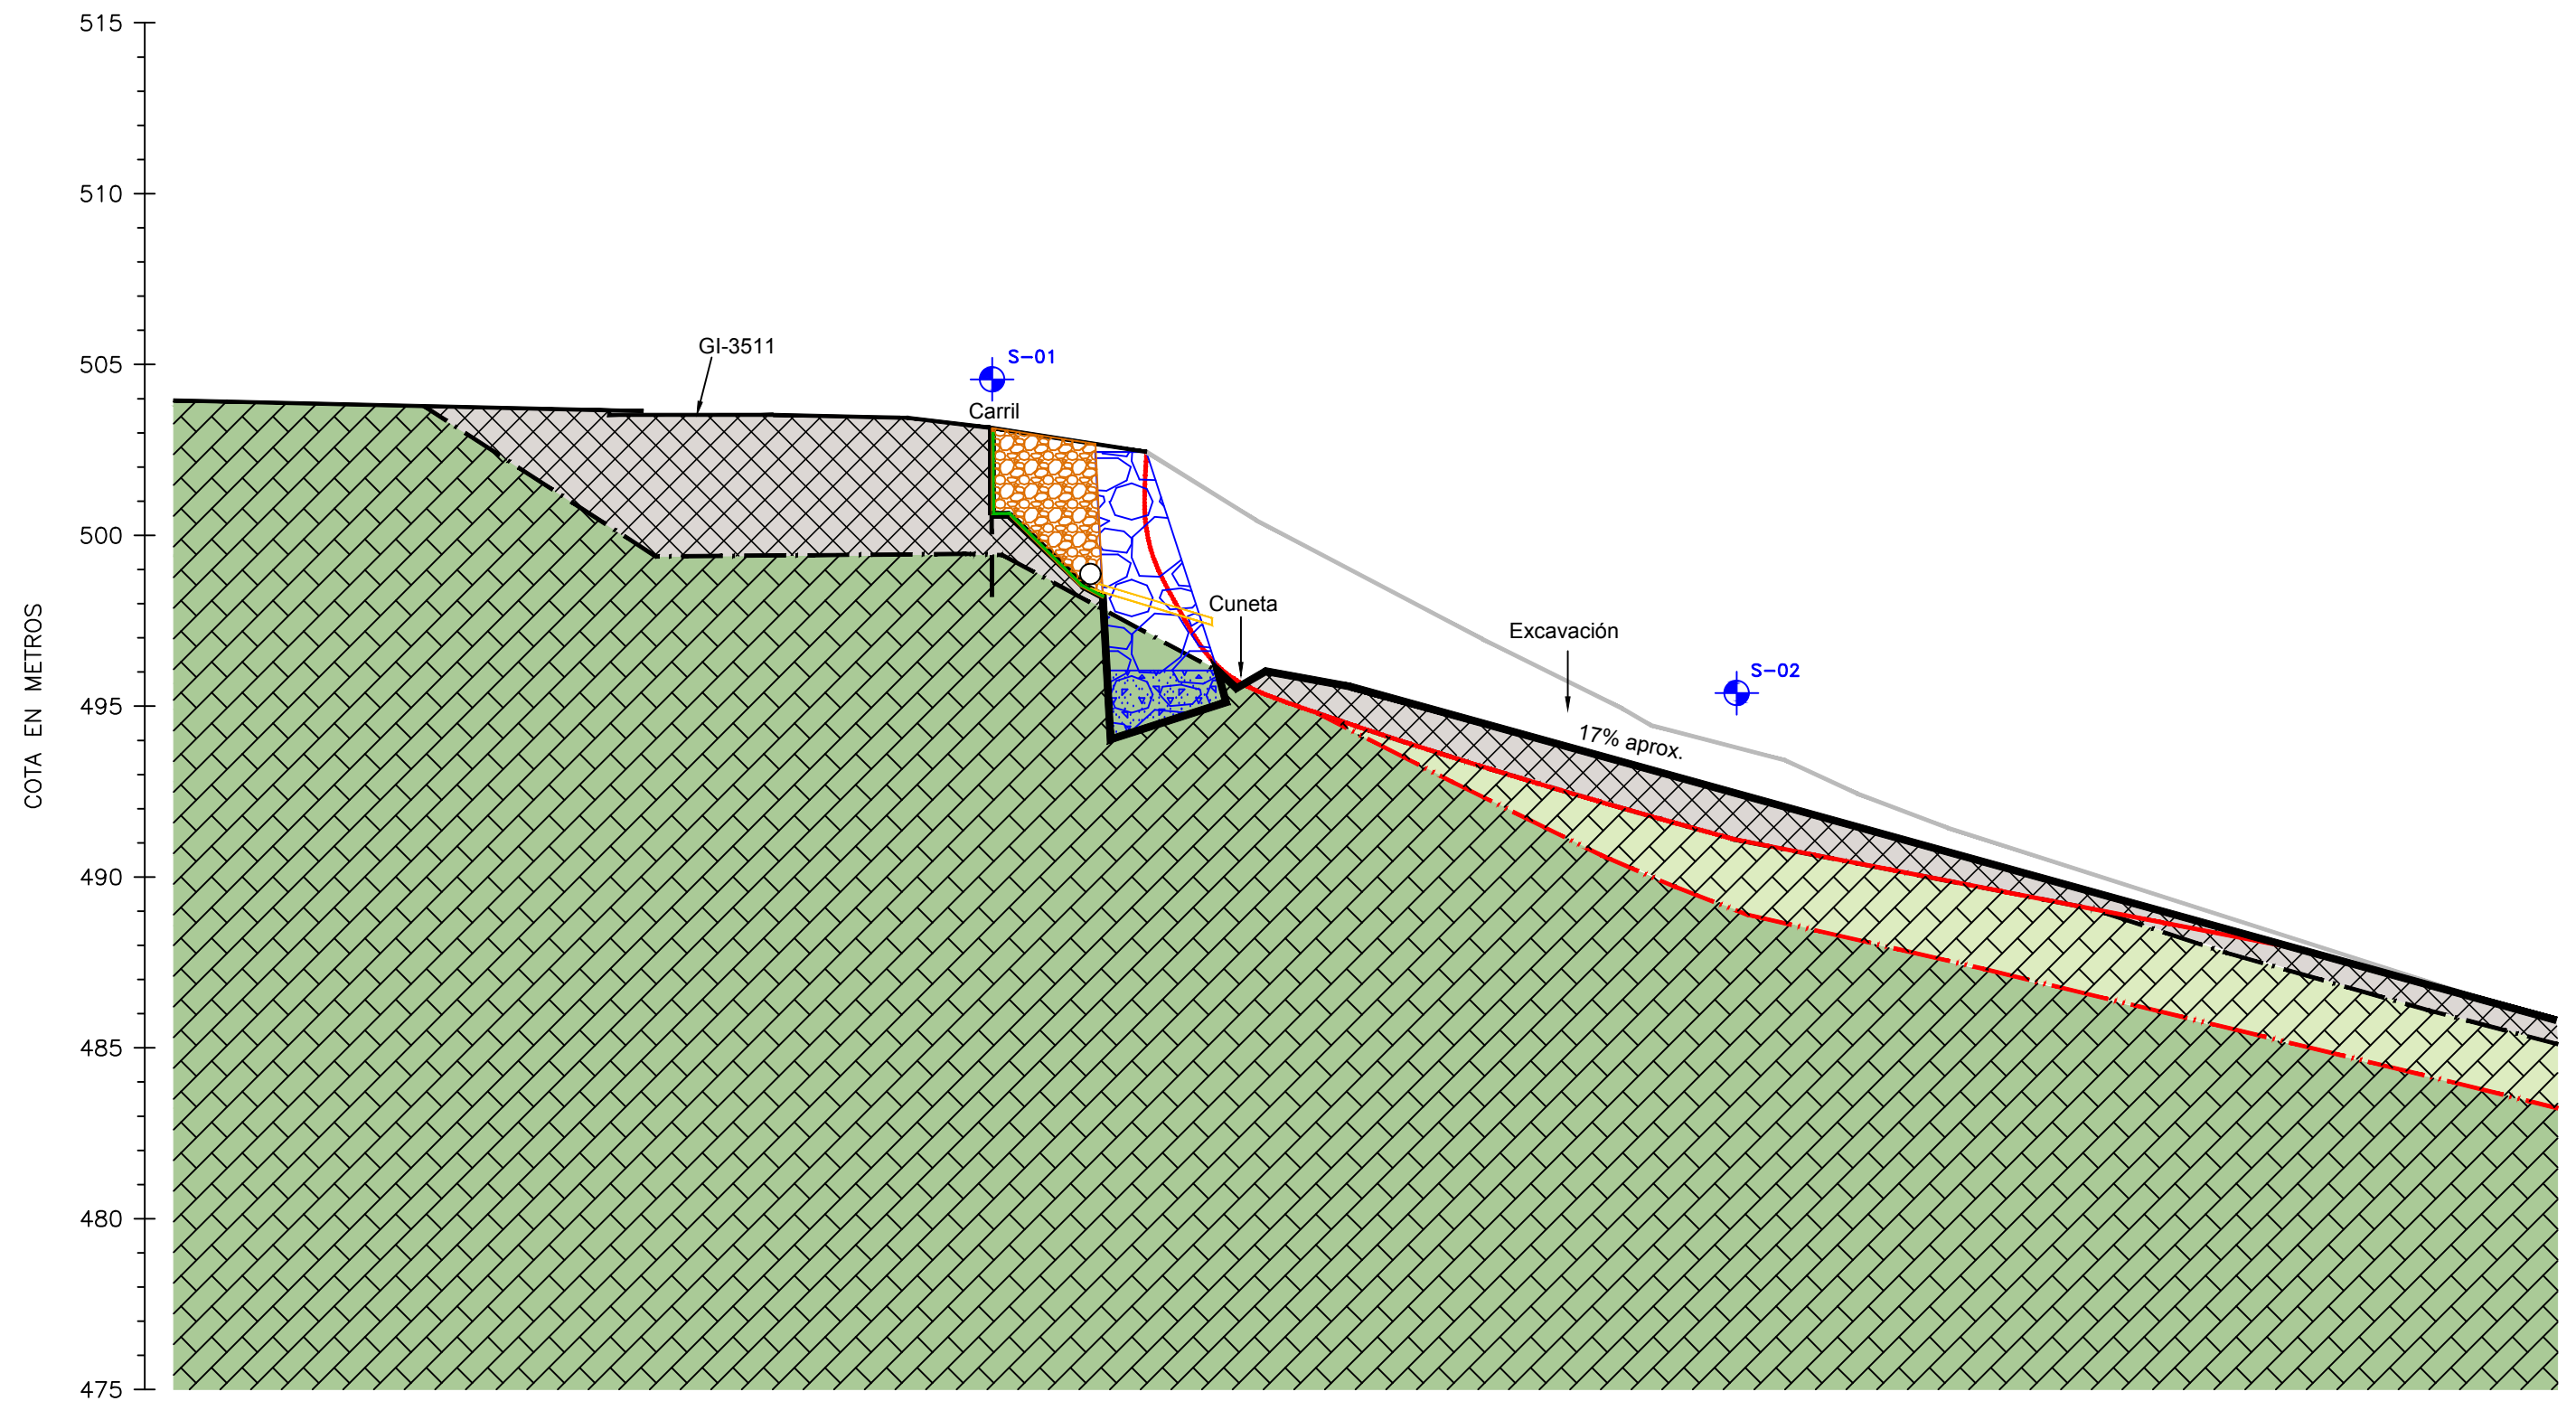 515
510
505
500
495
490
485
480
475
COTA EN METROS
GI-3511
S-01
Carril
Cuneta
Excavación
S-02
17% aprox.